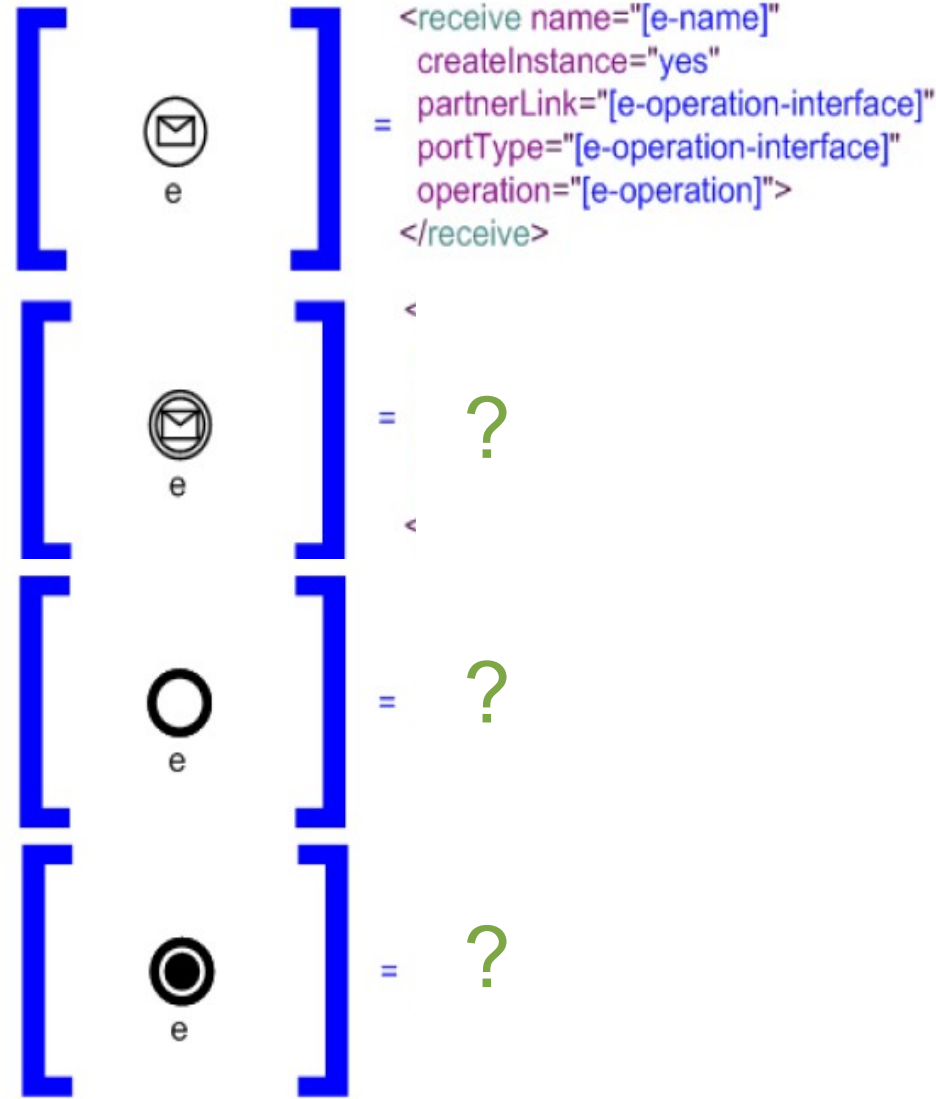 <receive name="[e-name]"
createInstance="yes"
partnerLink="[e-operation-interface]"
portType="[e-operation-interface]"
operation="[e-operation]">
</receive>
=
e
<
=
?
e
<
=
?
e
=
?
e